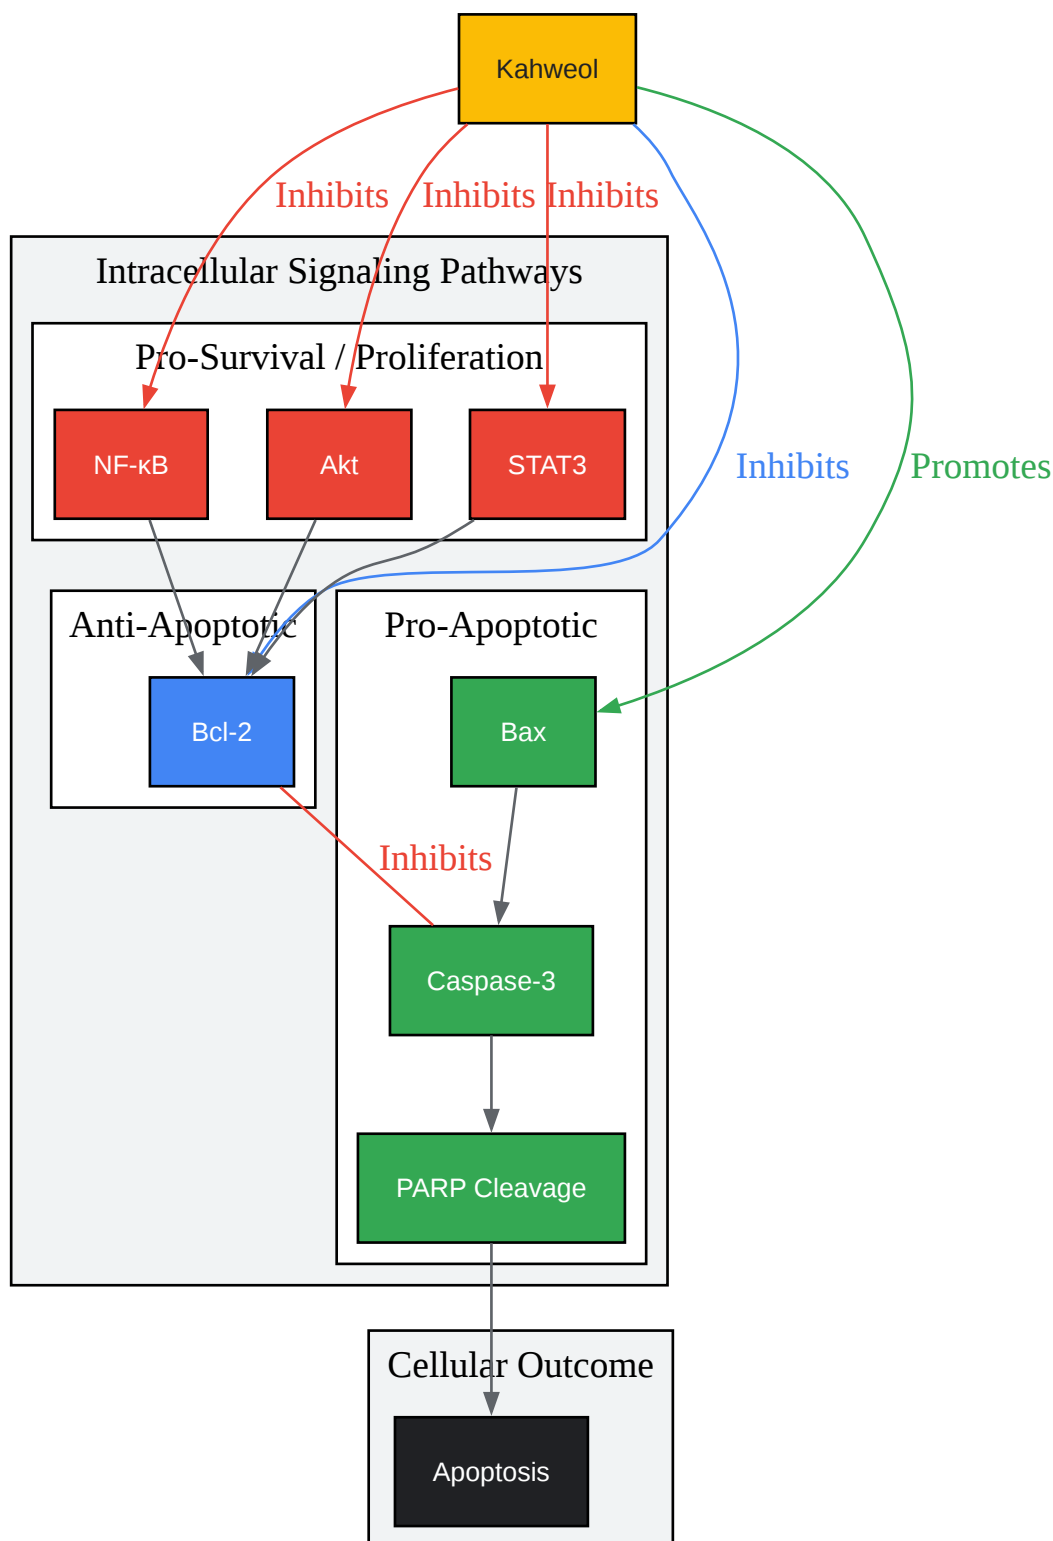 Kahweol
Inhibits
Inhibits
Inhibits
Intracellular Signaling Pathways
Pro-Survival / Proliferation
NF-κB
Akt
STAT3
Inhibits
Promotes
Anti-Apoptotic
Pro-Apoptotic
Bcl-2
Bax
Inhibits
Caspase-3
PARP Cleavage
Cellular Outcome
Apoptosis